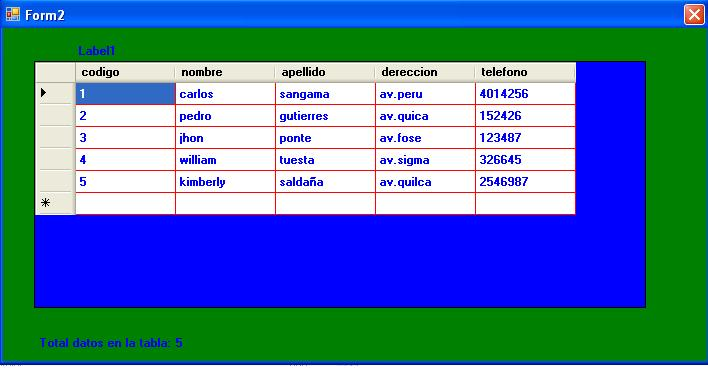 Form2
Label1
codigo nombre apellido dereccion telefono
1 carlos sangama av.peru 4014256
2 pedro gutierres av.quica 152426
3 jhon ponte av.fose 123487
4 william tuesta av.sigma 326645
5 kimberly saldaña av.quilca 2546987
Total datos en la tabla: 5